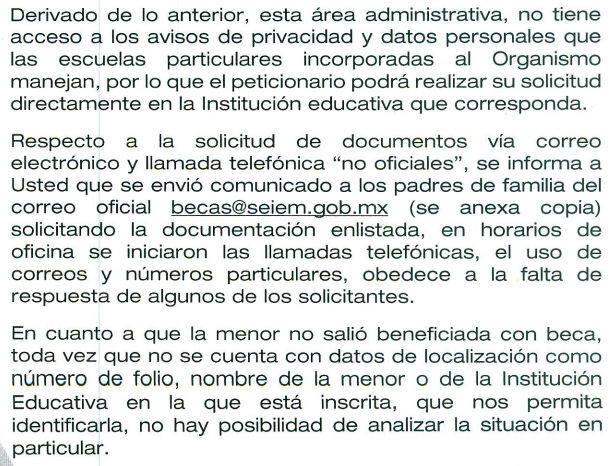 Derivado de lo anterior, esta área administrativa, no tiene
acceso a los avisos de privacidad y datos personales que
las escuelas particulares incorporadas al Organismo
manejan, por lo que el peticionario podrá realizar su solicitud
directamente en la Institución educativa que corresponda.
Respecto a la solicitud de documentos vía correo
electrónico y llamada telefónica “no oficiales”, se informa a
Usted que se envió comunicado a los padres de familia del
correo oficial becas@seiem.gob.mx (se anexa copia)
solicitando la documentación enlistada, en horarios de
oficina se iniciaron las llamadas telefónicas, el uso de
correos y números particulares, obedece a la falta de
respuesta de algunos de los solicitantes.
En cuanto a que la menor no salió beneficiada con beca,
toda vez que no se cuenta con datos de localización como
número de folio, nombre de la menor o de la Institución
Educativa en la que está inscrita, que nos permita
identificarla, no hay posibilidad de analizar la situación en
particular.